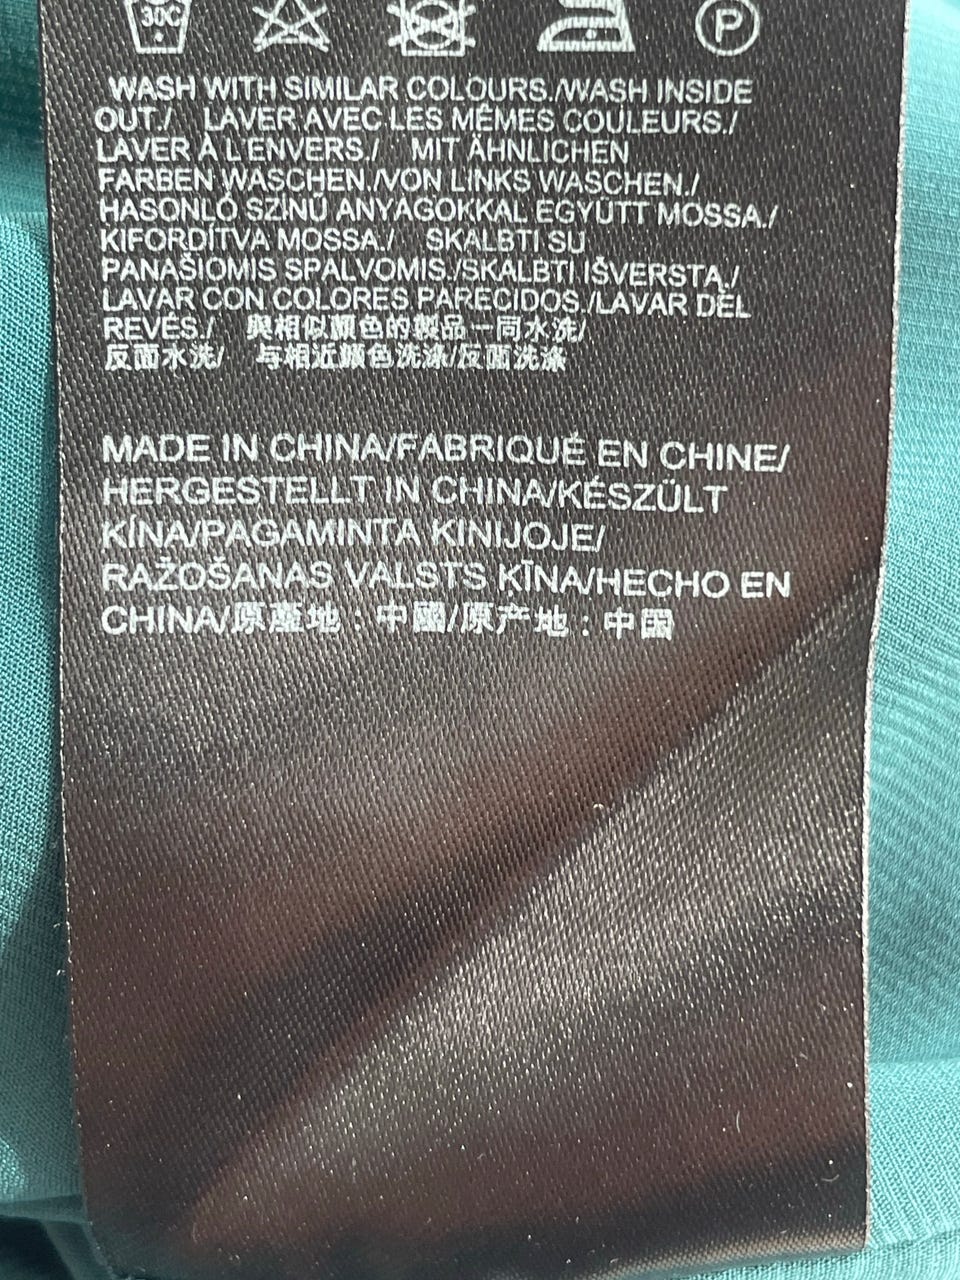 30C
P
WASH WITH SIMILAR COLOURS./WASH INSIDE
OUT./ LAVER AVEC LES MÊMES COULEURS./
LAVER À L'ENVERS./ MIT ÄHNLICHEN
FARBEN WASCHEN./VON LINKS WASCHEN./
HASONLÓ SZÍNŰ ANYAGOKKAL EGYÜTT MOSSA./
KIFORDÍTVA MOSSA./ SKALBTI SU
PANAŠIOMIS SPALVOMIS./SKALBTI IŠVERSTĄ./
LAVAR CON COLORES PARECIDOS./LAVAR DEL
REVÉS./ 與相似顏色的製品一同水洗/
反面水洗/ 与相近颜色洗涤/反面洗涤
MADE IN CHINA/FABRIQUÉ EN CHINE/
HERGESTELLT IN CHINA/KÉSZÜLT
KÍNA/PAGAMINTA KINIJOJE/
RAŽOŠANAS VALSTS ĶĪNA/HECHO EN
CHINA/原產地：中國/原产地：中国